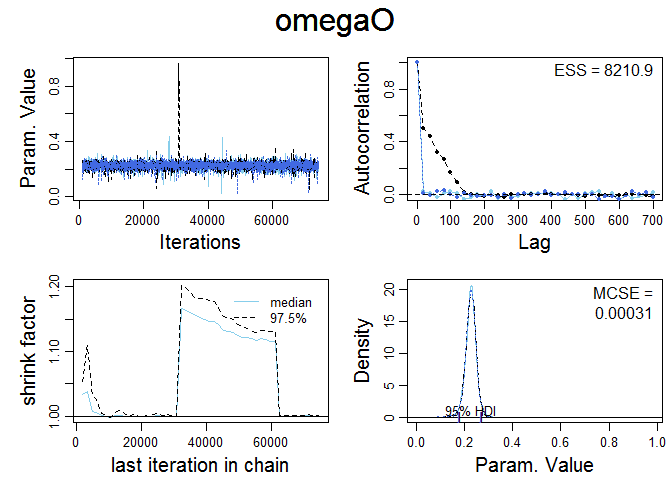 omegaO
Param. Value
0.0 0.4 0.8
0 20000 40000 60000
Iterations
Autocorrelation
0.0 0.4 0.8
ESS = 8210.9
0 100 200 300 400 500 600 700
Lag
shrink factor
1.00 1.10 1.20
median
97.5%
0 20000 40000 60000
last iteration in chain
Density
0 5 10 15 20
MCSE =
0.00031
95% HDI
0.0 0.2 0.4 0.6 0.8 1.0
Param. Value